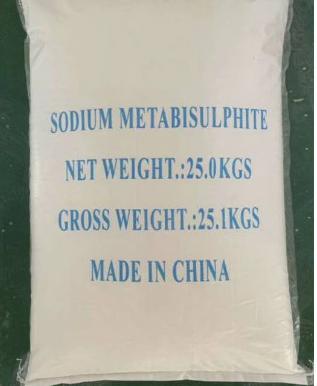 SODIUM METABISULPHITE
NET WEIGHT.:25.0KGS
GROSS WEIGHT.:25.1KGS
MADE IN CHINA